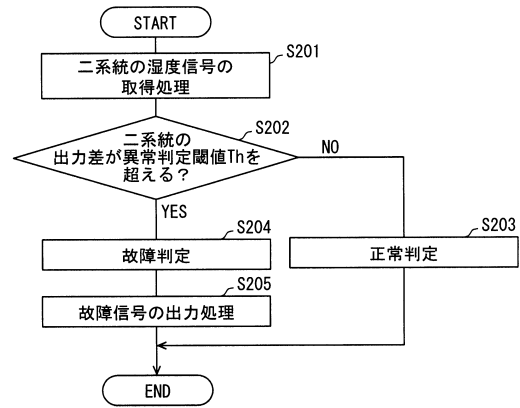 START
S201
二系統の湿度信号の
取得処理
S202
二系統の
出力差が異常判定閾値Thを
超える？
NO
YES
S204
故障判定
S203
正常判定
S205
故障信号の出力処理
END